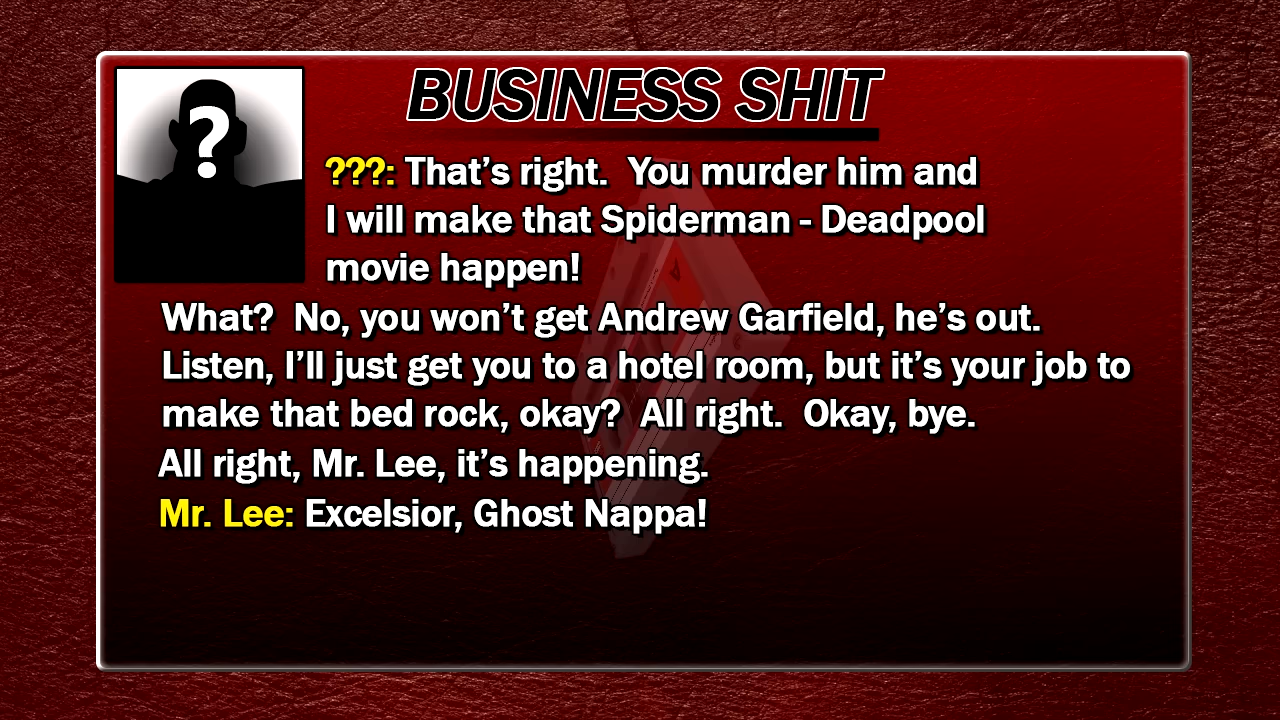 BUSINESS SHIT
?
???: That's right.  You murder him and
I will make that Spiderman - Deadpool
movie happen!
What?  No, you won't get Andrew Garfield, he's out.
Listen, I'll just get you to a hotel room, but it's your job to
make that bed rock, okay?  All right.  Okay, bye.
All right, Mr. Lee, it's happening.
Mr. Lee: Excelsior, Ghost Nappa!